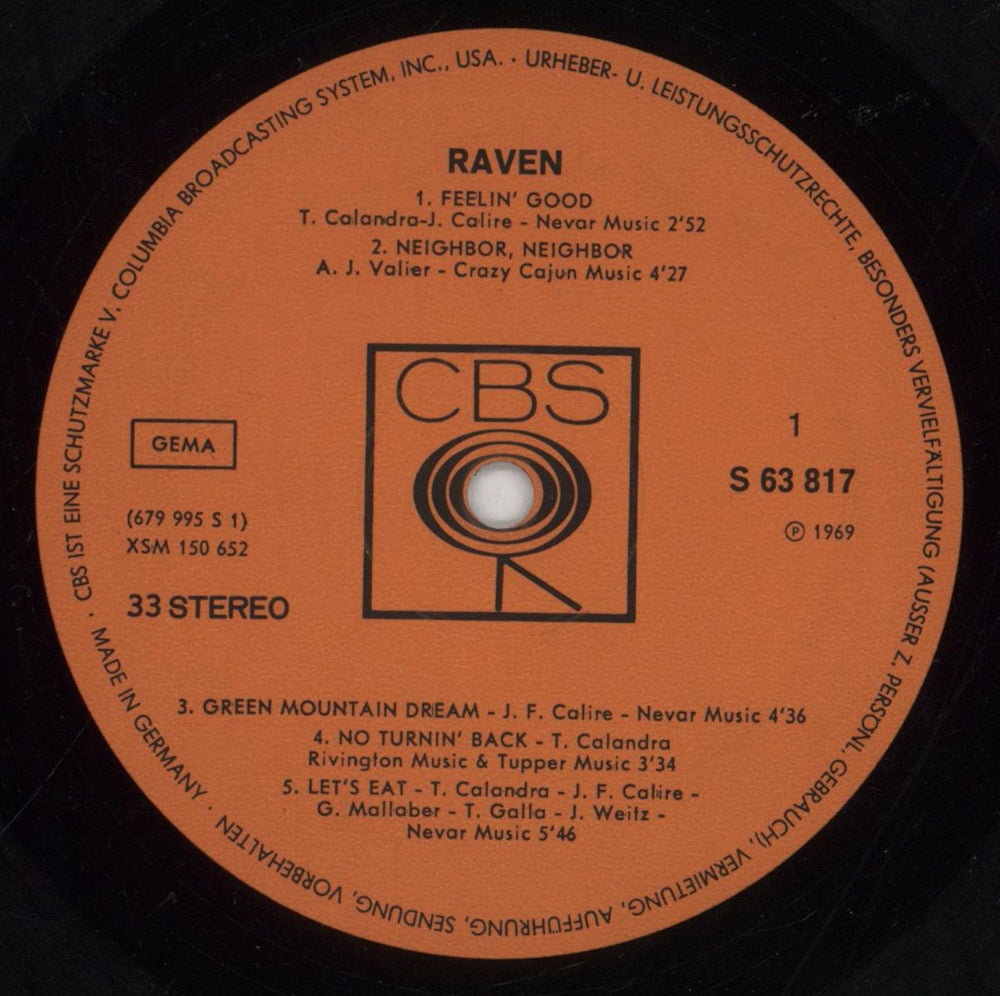 CBS IST EINE SCHUTZMARKE V. COLUMBIA BROADCASTING SYSTEM, INC., USA. · URHEBER- U. LEISTUNGSSCHUTZRECHTE, BESONDERS VERVIELFÄLTIGUNG (AUSSER Z. PERSÖNL. GEBRAUCH), VERMIETUNG, AUFFÜHRUNG, SENDUNG, VORBEHALTEN · MADE IN GERMANY ·
RAVEN
1. FEELIN' GOOD
T. Calandra-J. Calire - Nevar Music 2'52
2. NEIGHBOR, NEIGHBOR
A. J. Valier - Crazy Cajun Music 4'27
CBS
GEMA
1
S 63 817
(679 995 S 1)
XSM 150 652
℗ 1969
33 STEREO
3. GREEN MOUNTAIN DREAM - J. F. Calire - Nevar Music 4'36
4. NO TURNIN' BACK - T. Calandra
Rivington Music & Tupper Music 3'34
5. LET'S EAT - T. Calandra - J. F. Calire -
G. Mallaber - T. Galla - J. Weitz -
Nevar Music 5'46